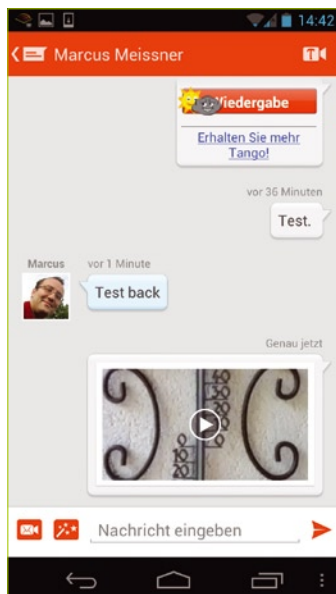 14:42
Marcus Meissner
Wiedergabe
Erhalten Sie mehr
Tango!
vor 36 Minuten
Test.
Marcus vor 1 Minute
Test back
Genau jetzt
Nachricht eingeben